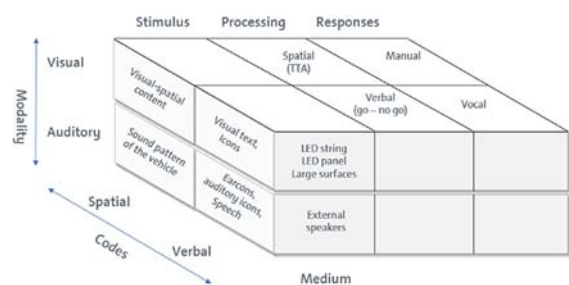 Stimulus Processing Responses
Visual
Auditory
Modality
Spatial
(TTA)
Manual
Verbal
(go – no go)
Vocal
Visual-spatial
content
Visual text,
Icons
Sound pattern
of the vehicle
Earcons,
auditory icons,
Speech
LED string
LED panel
Large surfaces
External
speakers
Spatial
Verbal
Codes
Medium